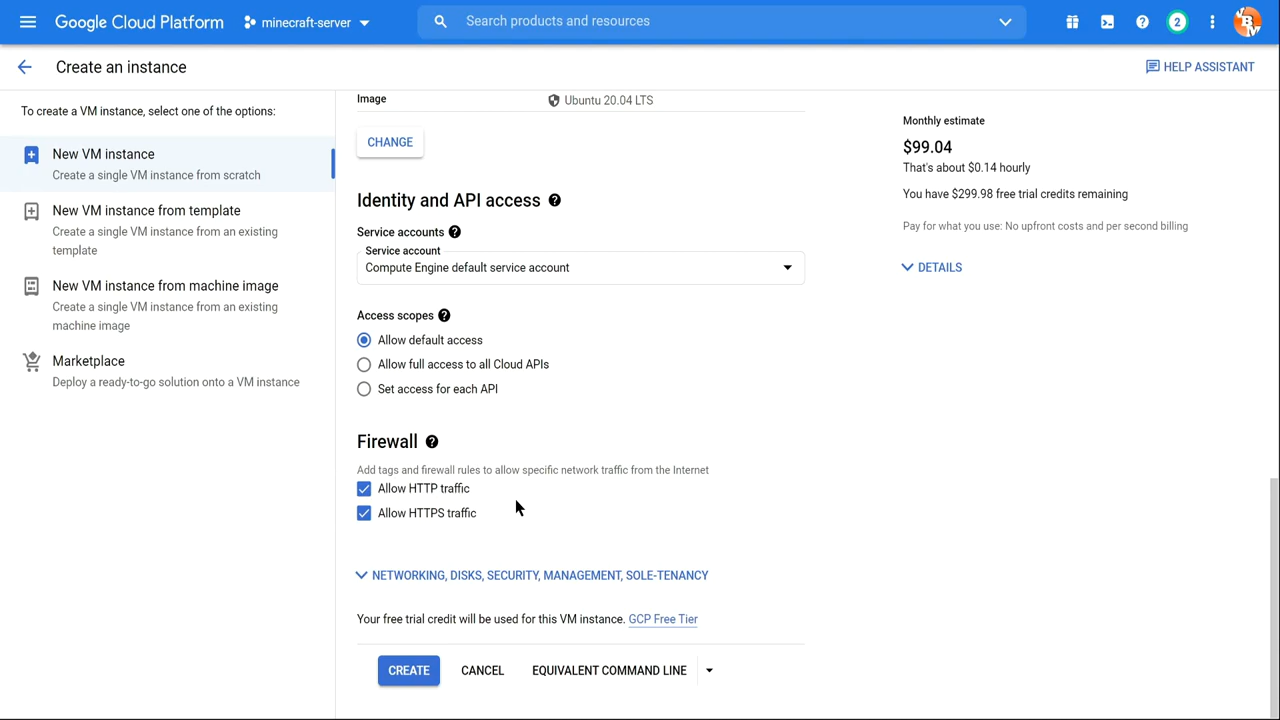 Google Cloud Platform
minecraft-server
Search products and resources
2
Create an instance
HELP ASSISTANT
To create a VM instance, select one of the options:
New VM instance
Create a single VM instance from scratch
New VM instance from template
Create a single VM instance from an existing
template
New VM instance from machine image
Create a single VM instance from an existing
machine image
Marketplace
Deploy a ready-to-go solution onto a VM instance
Image
Ubuntu 20.04 LTS
CHANGE
Identity and API access
Service accounts
Service account
Compute Engine default service account
Access scopes
Allow default access
Allow full access to all Cloud APIs
Set access for each API
Firewall
Add tags and firewall rules to allow specific network traffic from the Internet
Allow HTTP traffic
Allow HTTPS traffic
NETWORKING, DISKS, SECURITY, MANAGEMENT, SOLE-TENANCY
Your free trial credit will be used for this VM instance. GCP Free Tier
CREATE
CANCEL
EQUIVALENT COMMAND LINE
Monthly estimate
$99.04
That's about $0.14 hourly
You have $299.98 free trial credits remaining
Pay for what you use: No upfront costs and per second billing
DETAILS